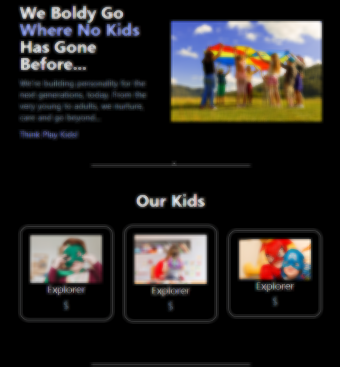 We Boldy Go
Where No Kids
Has Gone
Before...
We're building personality for the
next generations, today. From the
very young to adults, we nurture,
care and go beyond...
Think Play Kids!
Our Kids
Explorer
Explorer
Explorer